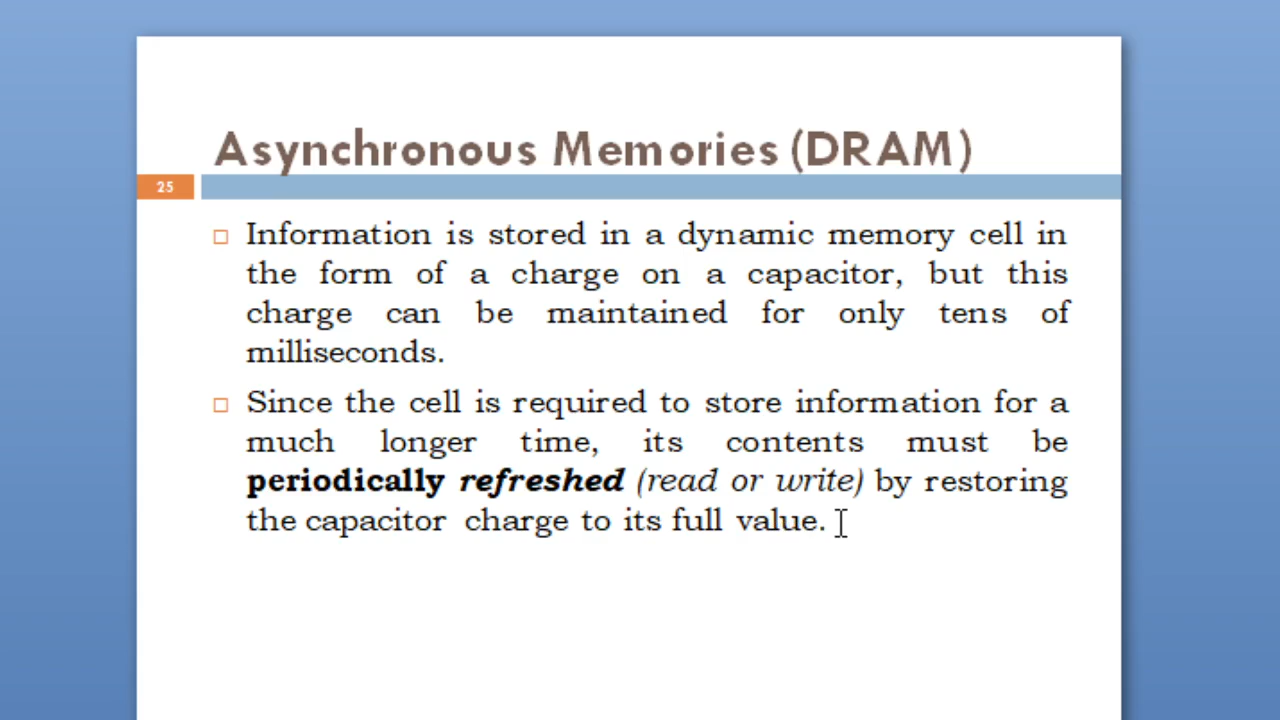 Asynchronous Memories (DRAM)
25
Information is stored in a dynamic memory cell in
the form of a charge on a capacitor, but this
charge can be maintained for only tens of
milliseconds.
Since the cell is required to store information for a
much longer time, its contents must be
periodically refreshed (read or write) by restoring
the capacitor charge to its full value.